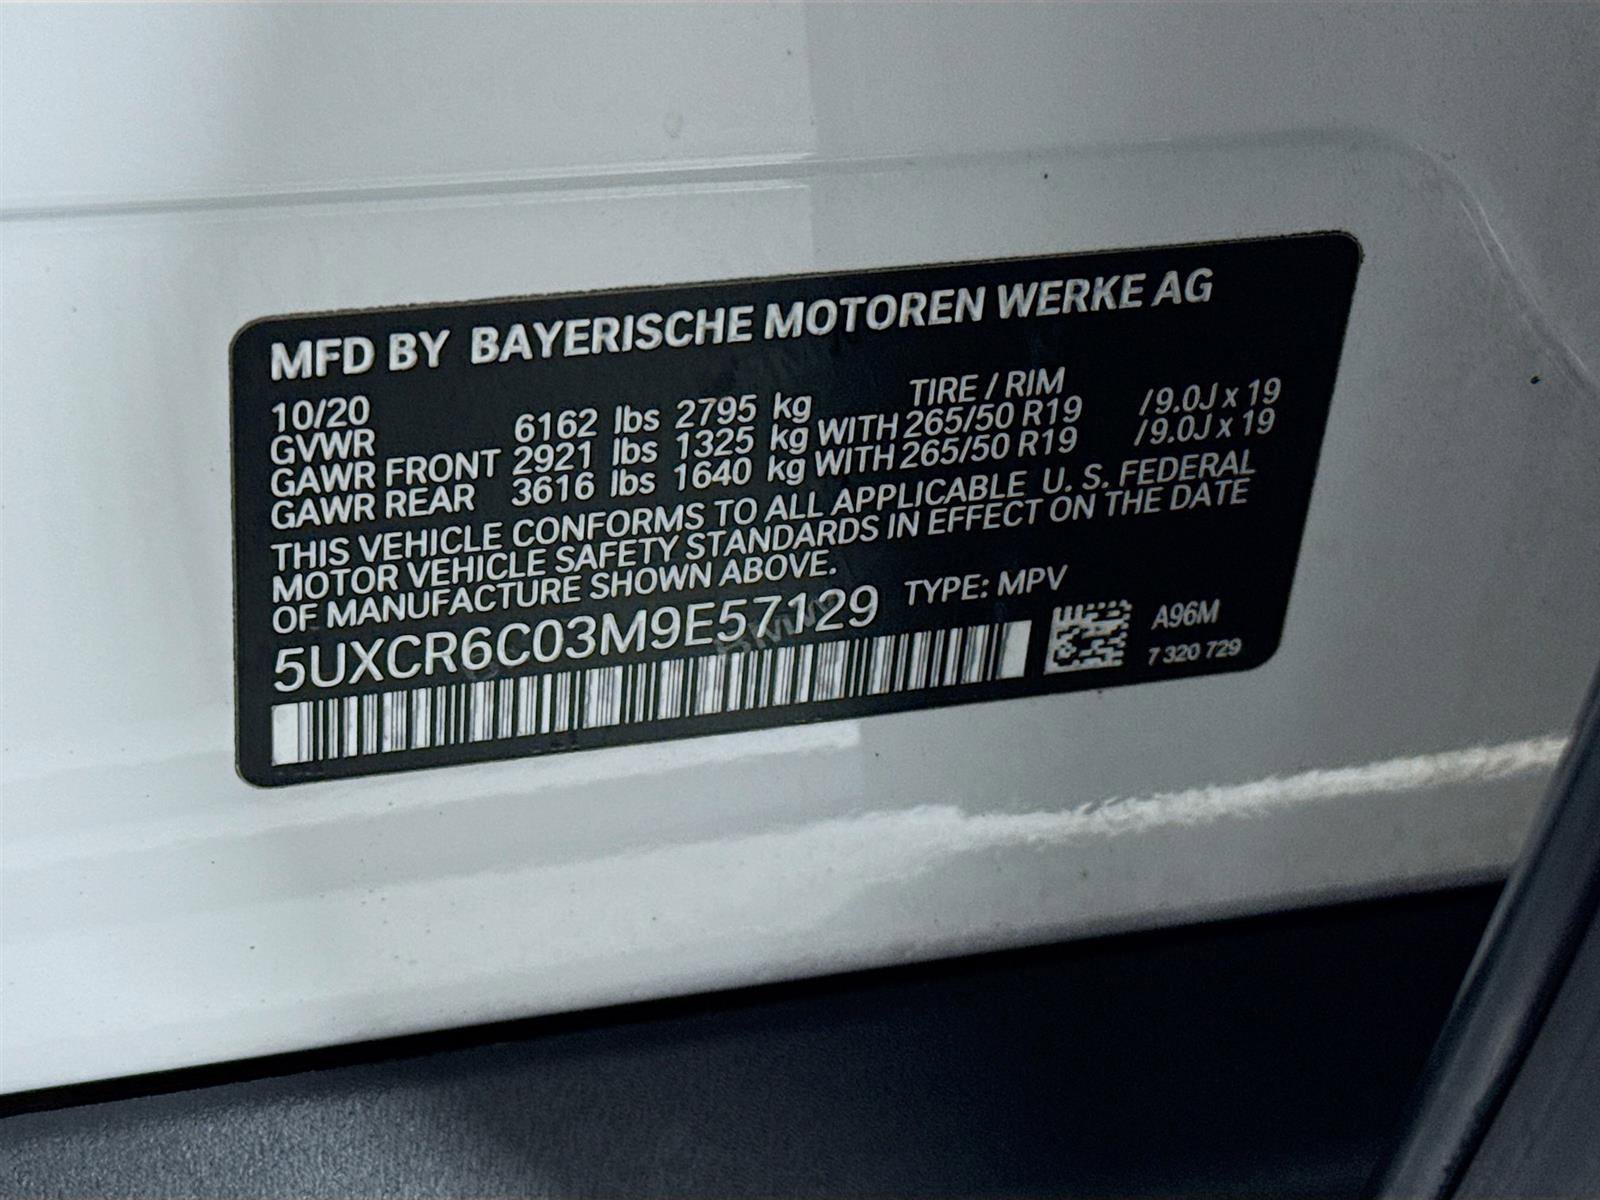 MFD BY BAYERISCHE MOTOREN WERKE AG
10/20 TIRE / RIM
GVWR 6162 lbs 2795 kg
GAWR FRONT 2921 lbs 1325 kg WITH 265/50 R19 /9.0J x 19
GAWR REAR 3616 lbs 1640 kg WITH 265/50 R19 /9.0J x 19
THIS VEHICLE CONFORMS TO ALL APPLICABLE U. S. FEDERAL
MOTOR VEHICLE SAFETY STANDARDS IN EFFECT ON THE DATE
OF MANUFACTURE SHOWN ABOVE.
5UXCR6C03M9E57129 TYPE: MPV
A96M
7 320 729